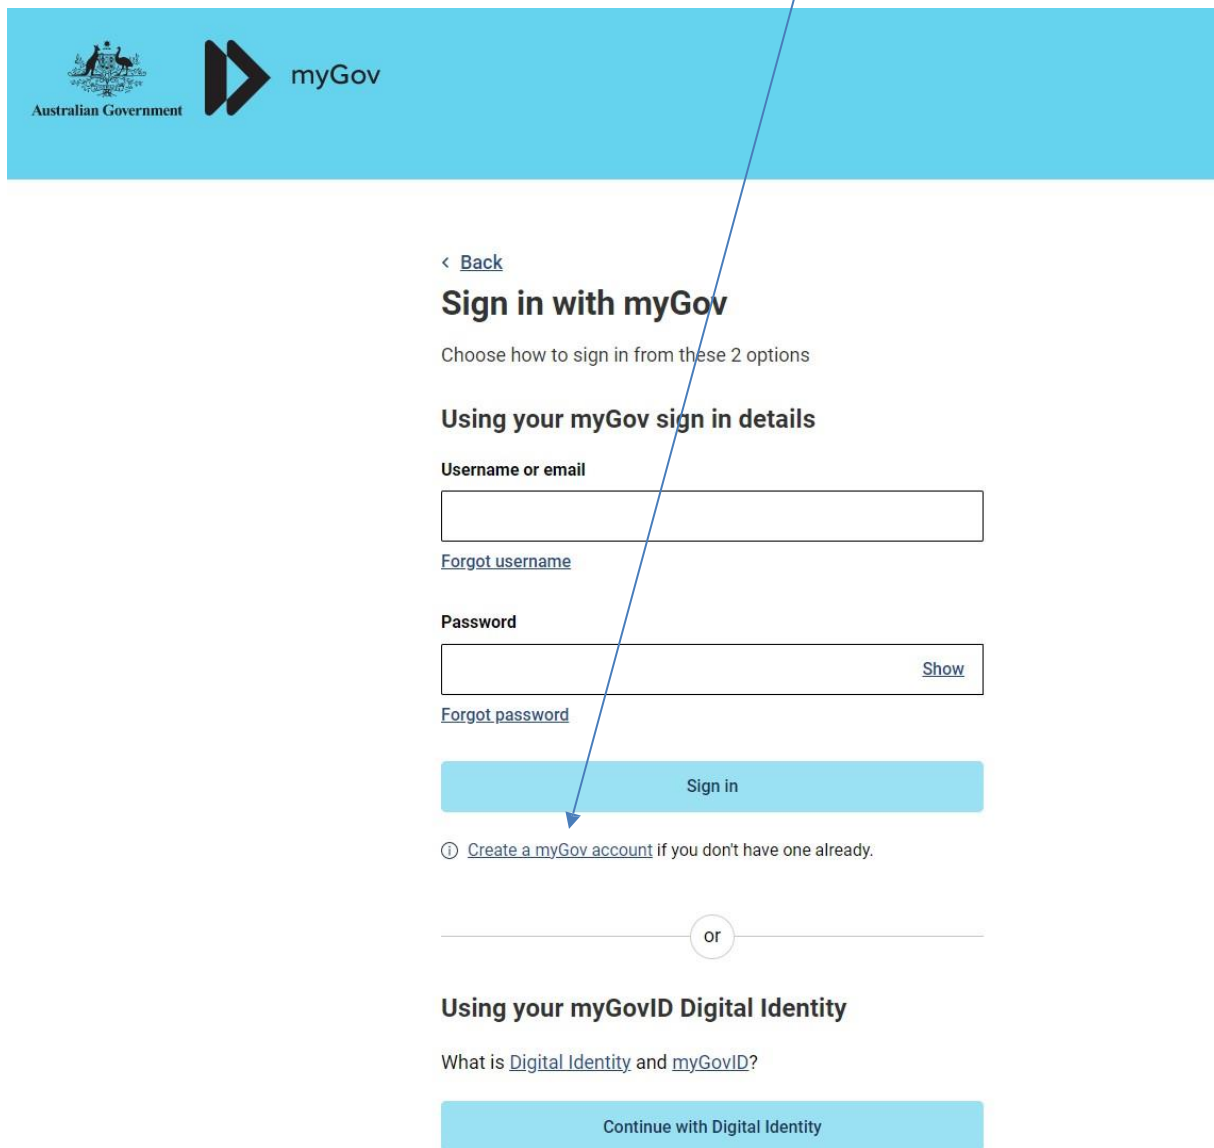 Australian Government
myGov
< Back
Sign in with myGov
Choose how to sign in from these 2 options
Using your myGov sign in details
Username or email
Forgot username
Password
Show
Forgot password
Sign in
Create a myGov account if you don't have one already.
or
Using your myGovID Digital Identity
What is Digital Identity and myGovID?
Continue with Digital Identity